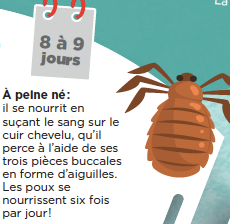 La
8 à 9
jours
À peine né :
il se nourrit en
suçant le sang sur le
cuir chevelu, qu'il
perce à l'aide de ses
trois pièces buccales
en forme d'aiguilles.
Les poux se
nourrissent six fois
par jour !